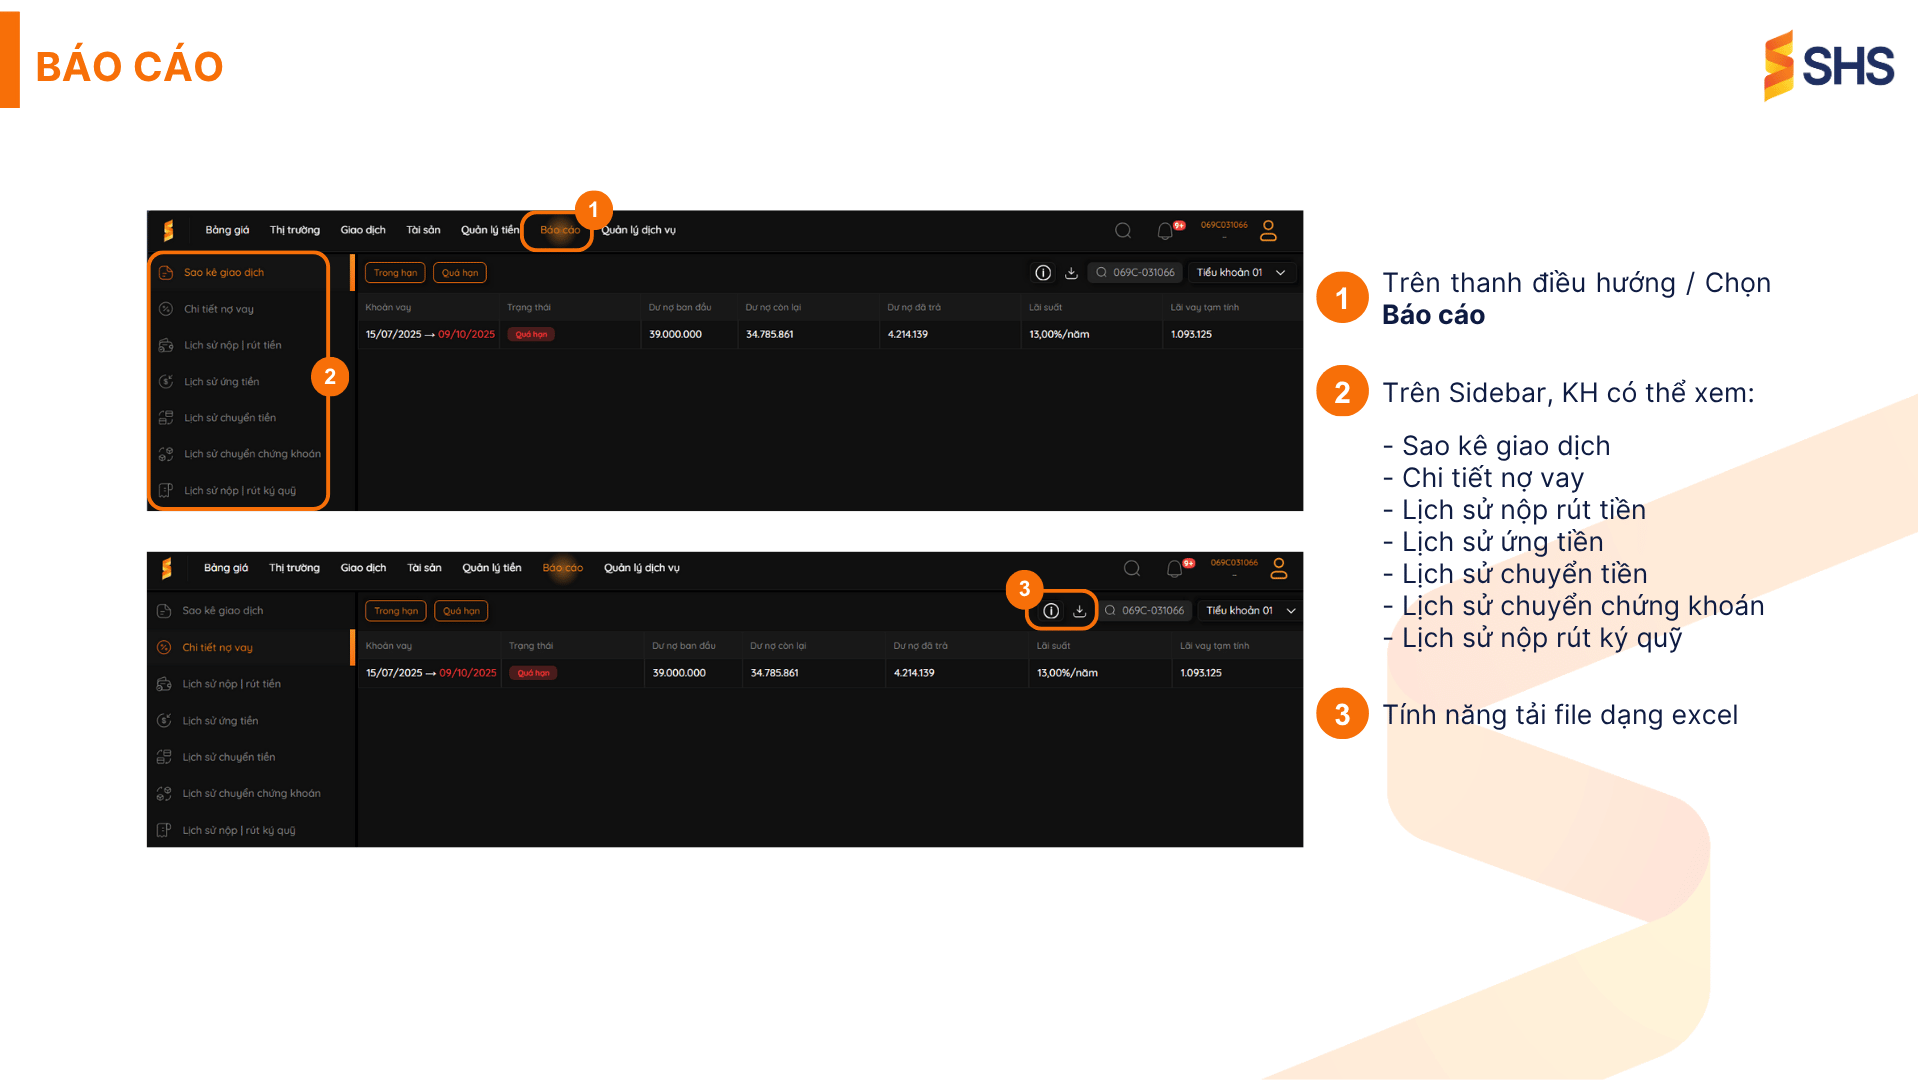 BÁO CÁO
SHS
1
Bảng giá Thị trường Giao dịch Tài sản Quản lý tiền Báo cáo Quản lý dịch vụ 9+ 069C031066
--
Sao kê giao dịch
Chi tiết nợ vay
Lịch sử nộp | rút tiền
Lịch sử ứng tiền
Lịch sử chuyển tiền
Lịch sử chuyển chứng khoán
Lịch sử nộp | rút ký quỹ
2
Trong hạn Quá hạn 069C-031066 Tiểu khoản 01
Khoản vay Trạng thái Dư nợ ban đầu Dư nợ còn lại Dư nợ đã trả Lãi suất Lãi vay tạm tính
15/07/2025 → 09/10/2025 Quá hạn 39.000.000 34.785.861 4.214.139 13,00%/năm 1.093.125
Bảng giá Thị trường Giao dịch Tài sản Quản lý tiền Báo cáo Quản lý dịch vụ 9+ 069C031066
--
3
Sao kê giao dịch
Chi tiết nợ vay
Lịch sử nộp | rút tiền
Lịch sử ứng tiền
Lịch sử chuyển tiền
Lịch sử chuyển chứng khoán
Lịch sử nộp | rút ký quỹ
Trong hạn Quá hạn 069C-031066 Tiểu khoản 01
Khoản vay Trạng thái Dư nợ ban đầu Dư nợ còn lại Dư nợ đã trả Lãi suất Lãi vay tạm tính
15/07/2025 → 09/10/2025 Quá hạn 39.000.000 34.785.861 4.214.139 13,00%/năm 1.093.125
1 Trên thanh điều hướng / Chọn
Báo cáo
2 Trên Sidebar, KH có thể xem:
- Sao kê giao dịch
- Chi tiết nợ vay
- Lịch sử nộp rút tiền
- Lịch sử ứng tiền
- Lịch sử chuyển tiền
- Lịch sử chuyển chứng khoán
- Lịch sử nộp rút ký quỹ
3 Tính năng tải file dạng excel